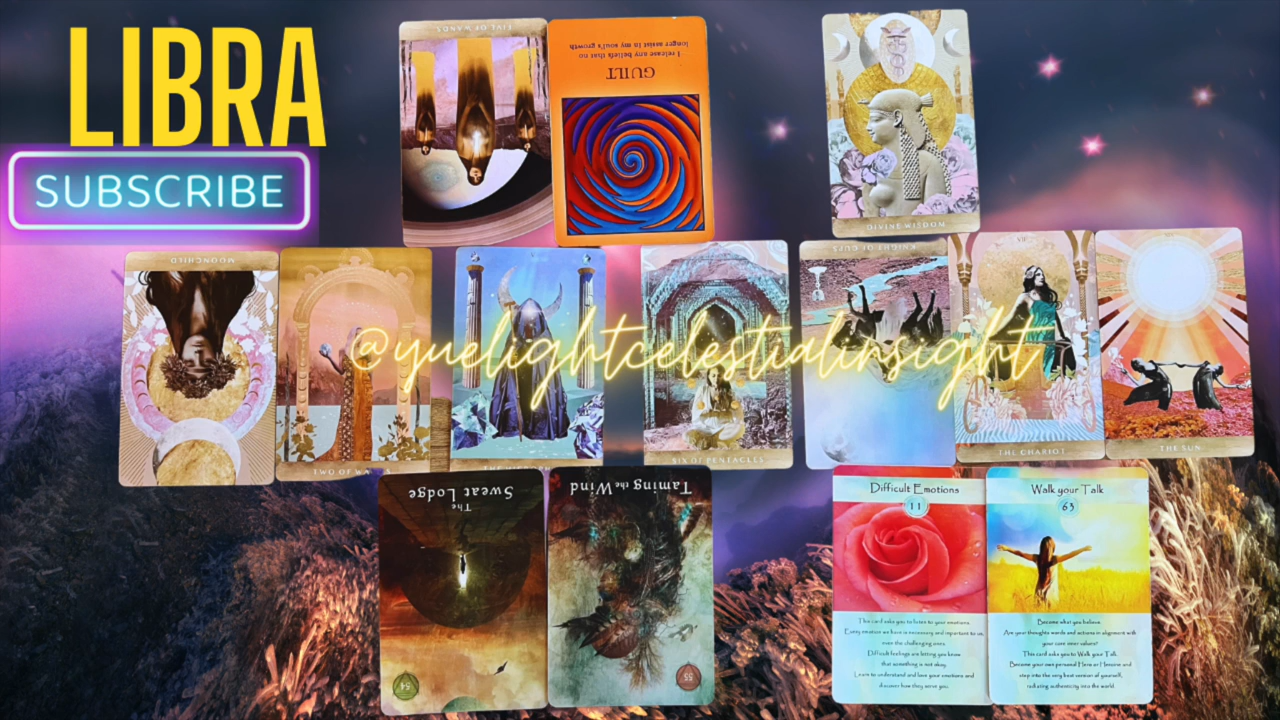 LIBRA
SUBSCRIBE
FIVE OF WANDS
GUILT
I release any beliefs that no
longer assist in my soul's growth
DIVINE WISDOM
MOONCHILD
TWO OF WANDS
THE HIEROPH
SIX OF PENTACLES
KNIGHT OF CUPS
VII
THE CHARIOT
THE SUN
@yuelightcelestialinsight
The
Sweat Lodge
54
Taming the Wind
55
Difficult Emotions
11
This card asks you to listen to your emotions.
Every emotion we have is necessary and important to us,
even the challenging ones.
Difficult feelings are letting you know
that something is not okay.
Learn to understand and love your emotions and
discover how they serve you.
Walk your Talk
63
Become what you believe.
Are your thoughts words and actions in alignment with
your core inner values?
This card asks you to Walk your Talk.
Become your own personal Hero or Heroine and
step into the very best version of yourself,
radiating authenticity into the world.